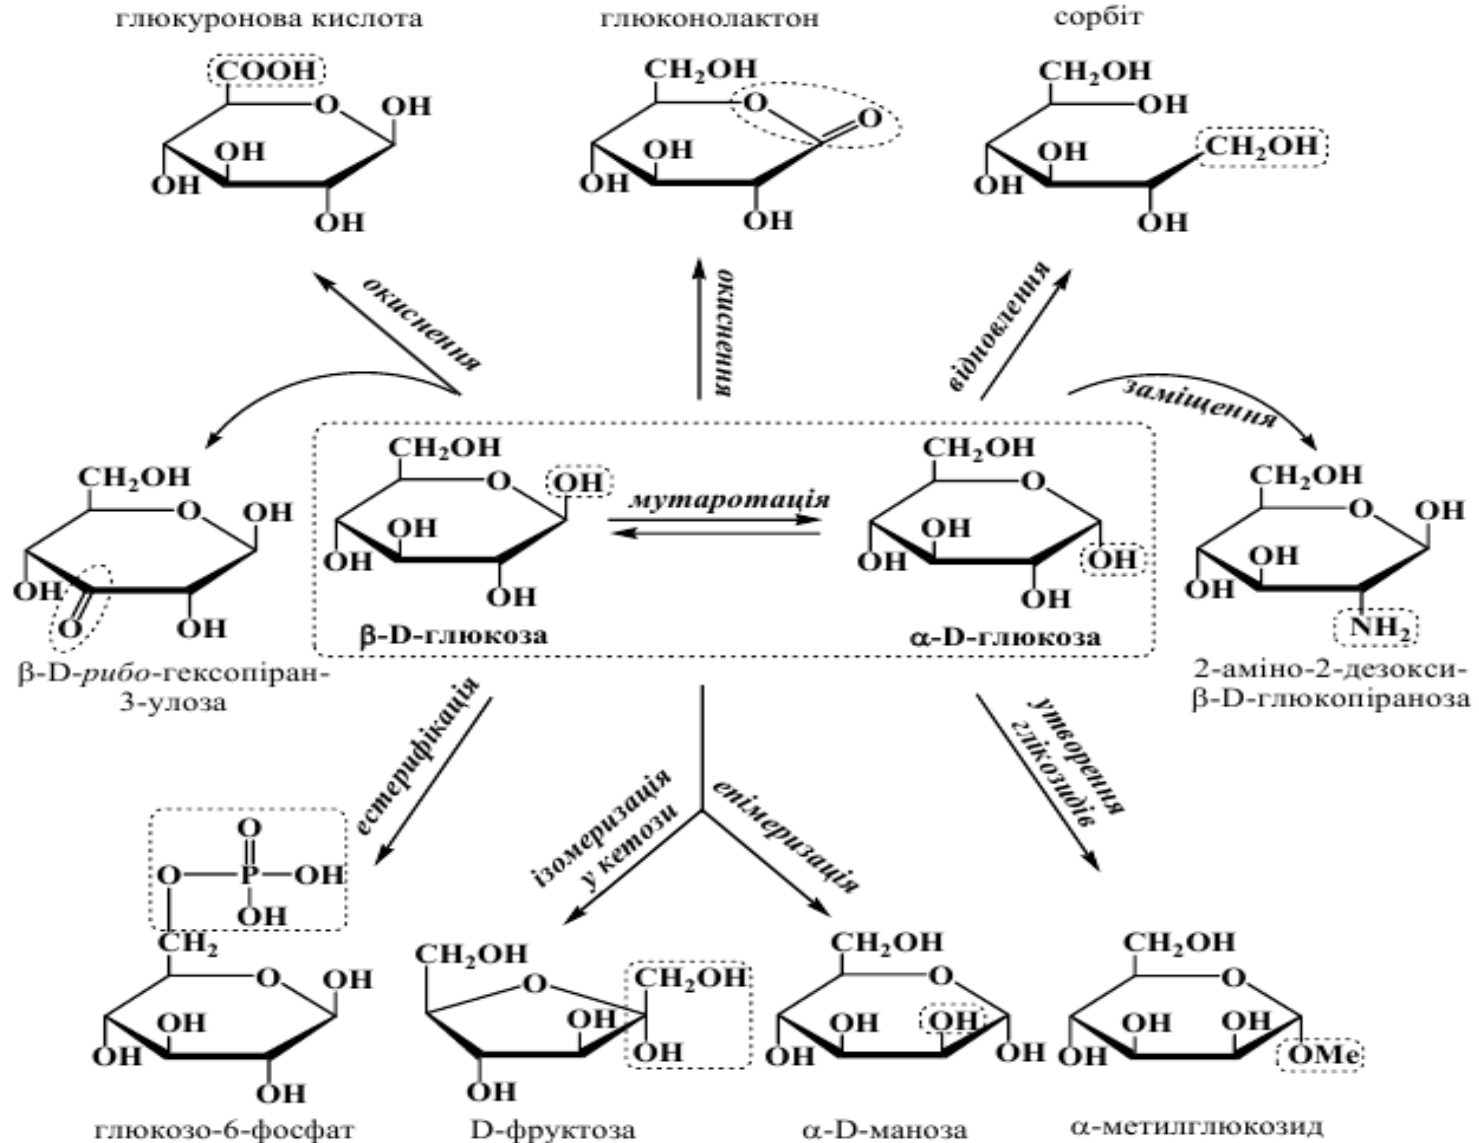 глюкуронова кислота
глюконолактон
сорбіт
COOH
O
OH
OH
OH
OH
CH₂OH
O
O
OH
OH
OH
CH₂OH
OH
CH₂OH
OH
OH
OH
окиснення
окиснення
відновлення
заміщення
CH₂OH
O
OH
OH
O
OH
β-D-рибо-гексопіран-
3-улоза
CH₂OH
O
OH
OH
OH
OH
β-D-глюкоза
мутаротація
CH₂OH
O
OH
OH
OH
OH
α-D-глюкоза
CH₂OH
O
OH
OH
OH
NH₂
2-аміно-2-дезокси-
β-D-глюкопіраноза
естерифікація
ізомеризація
у кетози
епімеризація
утворення
глікозидів
O
O
P
OH
OH
CH₂
O
OH
OH
OH
OH
глюкозо-6-фосфат
CH₂OH
O
CH₂OH
OH
OH
OH
D-фруктоза
CH₂OH
O
OH
OH
OH
OH
α-D-маноза
CH₂OH
O
OH
OH
OH
OMe
α-метилглюкозид